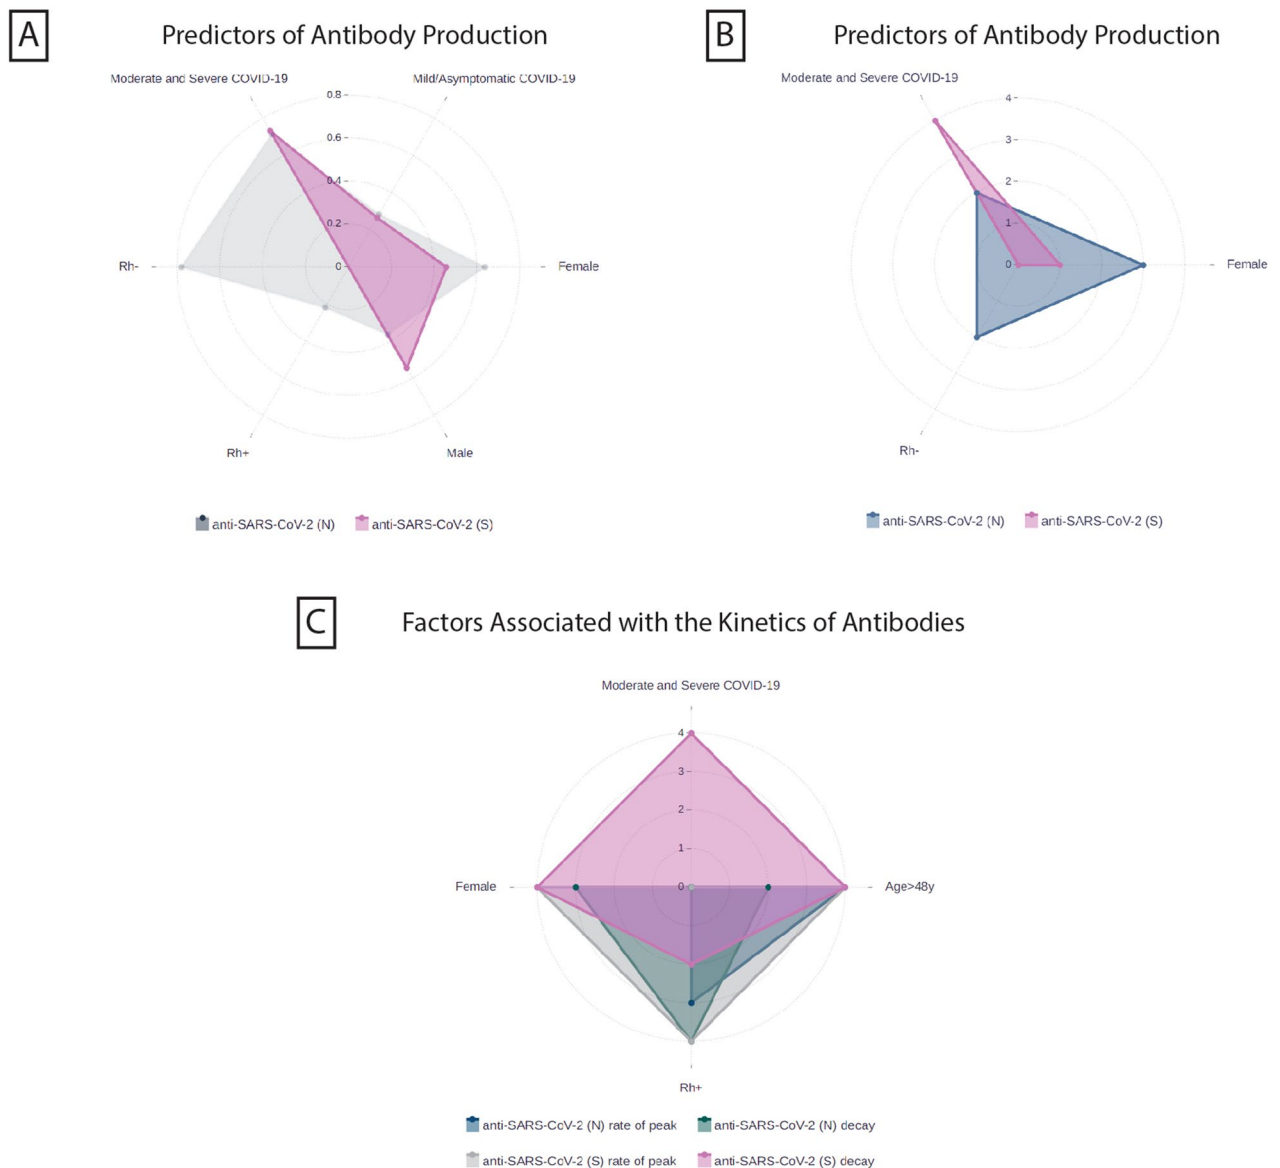 A
Predictors of Antibody Production
Moderate and Severe COVID-19
Mild/Asymptomatic COVID-19
0.8
0.6
0.4
0.2
0
Rh-
Female
Rh+
Male
anti-SARS-CoV-2 (N)
anti-SARS-CoV-2 (S)
B
Predictors of Antibody Production
Moderate and Severe COVID-19
4
3
2
1
0
Female
Rh-
anti-SARS-CoV-2 (N)
anti-SARS-CoV-2 (S)
C
Factors Associated with the Kinetics of Antibodies
Moderate and Severe COVID-19
4
3
2
1
0
Female
Age>48y
Rh+
anti-SARS-CoV-2 (N) rate of peak
anti-SARS-CoV-2 (N) decay
anti-SARS-CoV-2 (S) rate of peak
anti-SARS-CoV-2 (S) decay